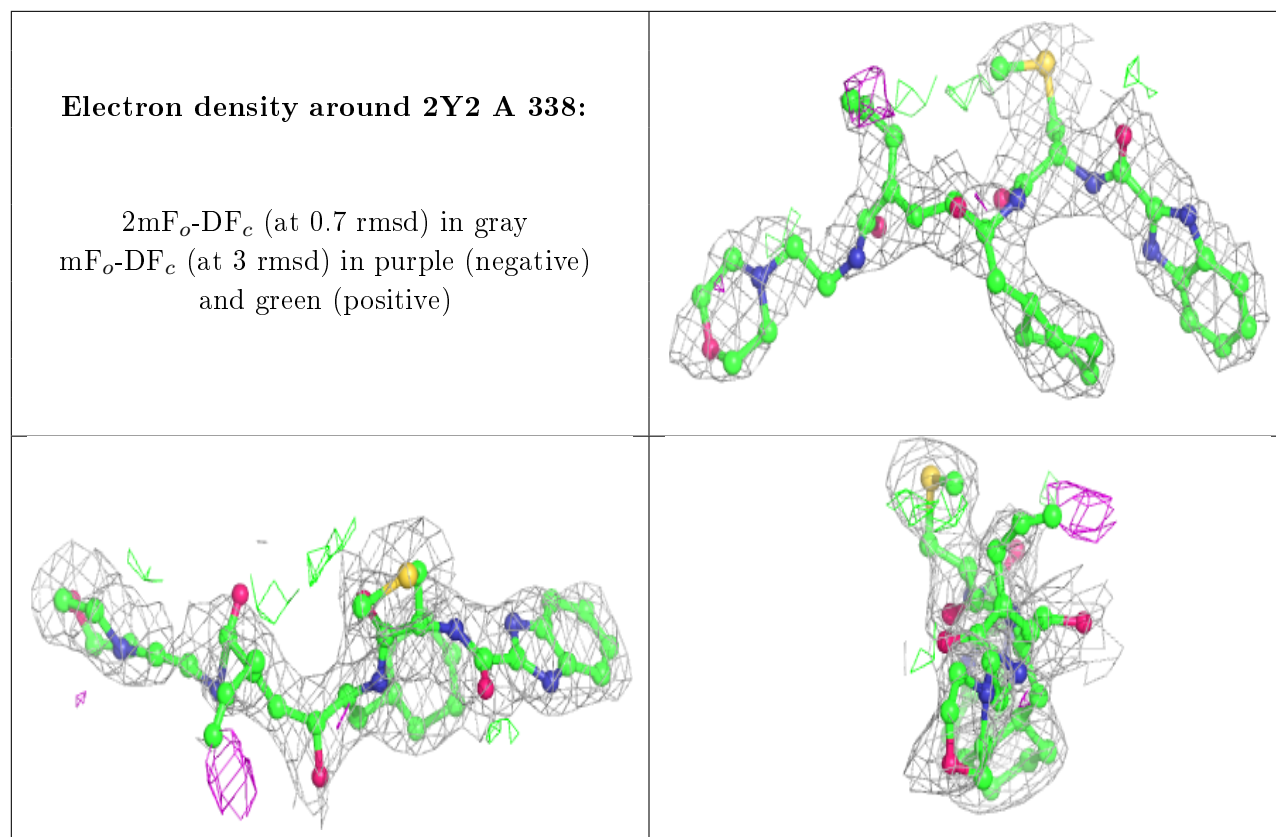 Electron density around 2Y2 A 338:
2mFₒ-DF𝒸 (at 0.7 rmsd) in gray
mFₒ-DF𝒸 (at 3 rmsd) in purple (negative)
and green (positive)